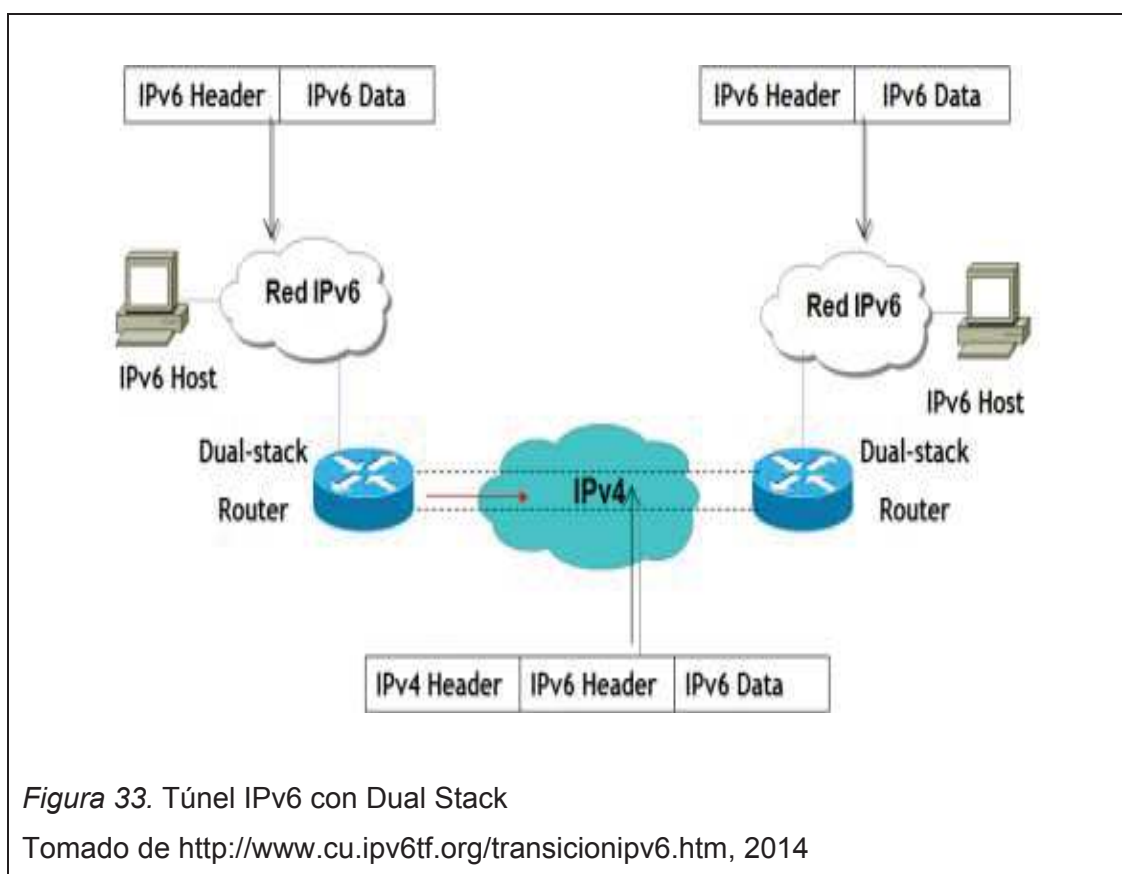 IPv6 Header IPv6 Data
IPv6 Header IPv6 Data
Red IPv6
Red IPv6
IPv6 Host
IPv6 Host
Dual-stack
Router
IPv4
Dual-stack
Router
IPv4 Header IPv6 Header IPv6 Data
Figura 33. Túnel IPv6 con Dual Stack
Tomado de http://www.cu.ipv6tf.org/transicionipv6.htm, 2014